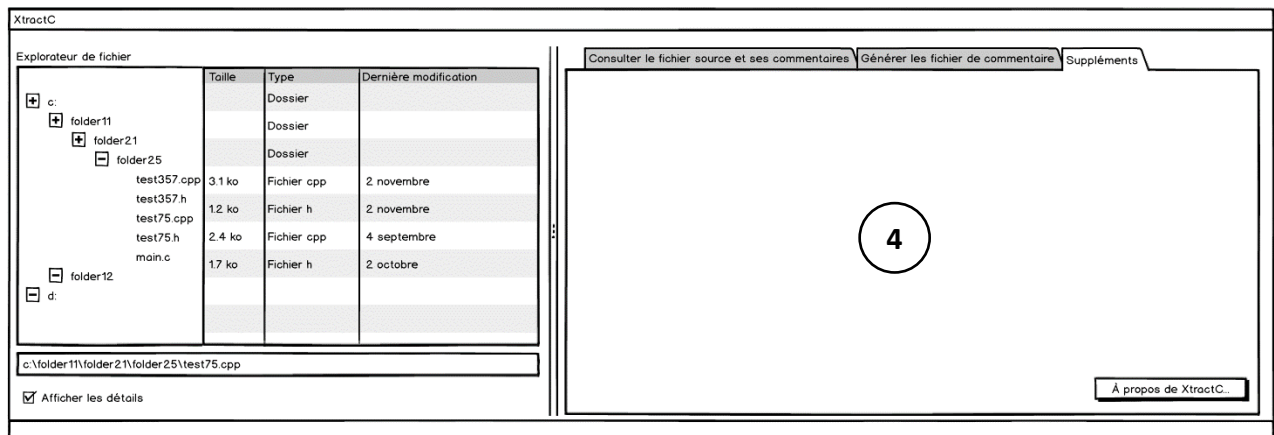 XtractC
Explorateur de fichier
Taille Type Dernière modification
c: Dossier
folder11 Dossier
folder21 Dossier
folder25
test357.cpp 3.1 ko Fichier cpp 2 novembre
test357.h 1.2 ko Fichier h 2 novembre
test75.cpp
test75.h 2.4 ko Fichier cpp 4 septembre
main.c 1.7 ko Fichier h 2 octobre
folder12
d:
c:\folder11\folder21\folder25\test75.cpp
Afficher les détails
Consulter le fichier source et ses commentaires Générer les fichier de commentaire Suppléments
4
À propos de XtractC...